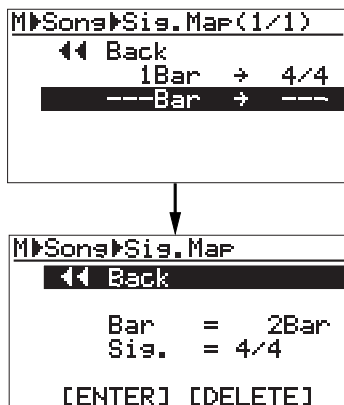 M▶Song▶Sig.Map(1/1)
◀◀ Back
1Bar → 4/4
---Bar → ---
M▶Song▶Sig.Map
◀◀ Back
Bar = 2Bar
Sig. = 4/4
[ENTER] [DELETE]